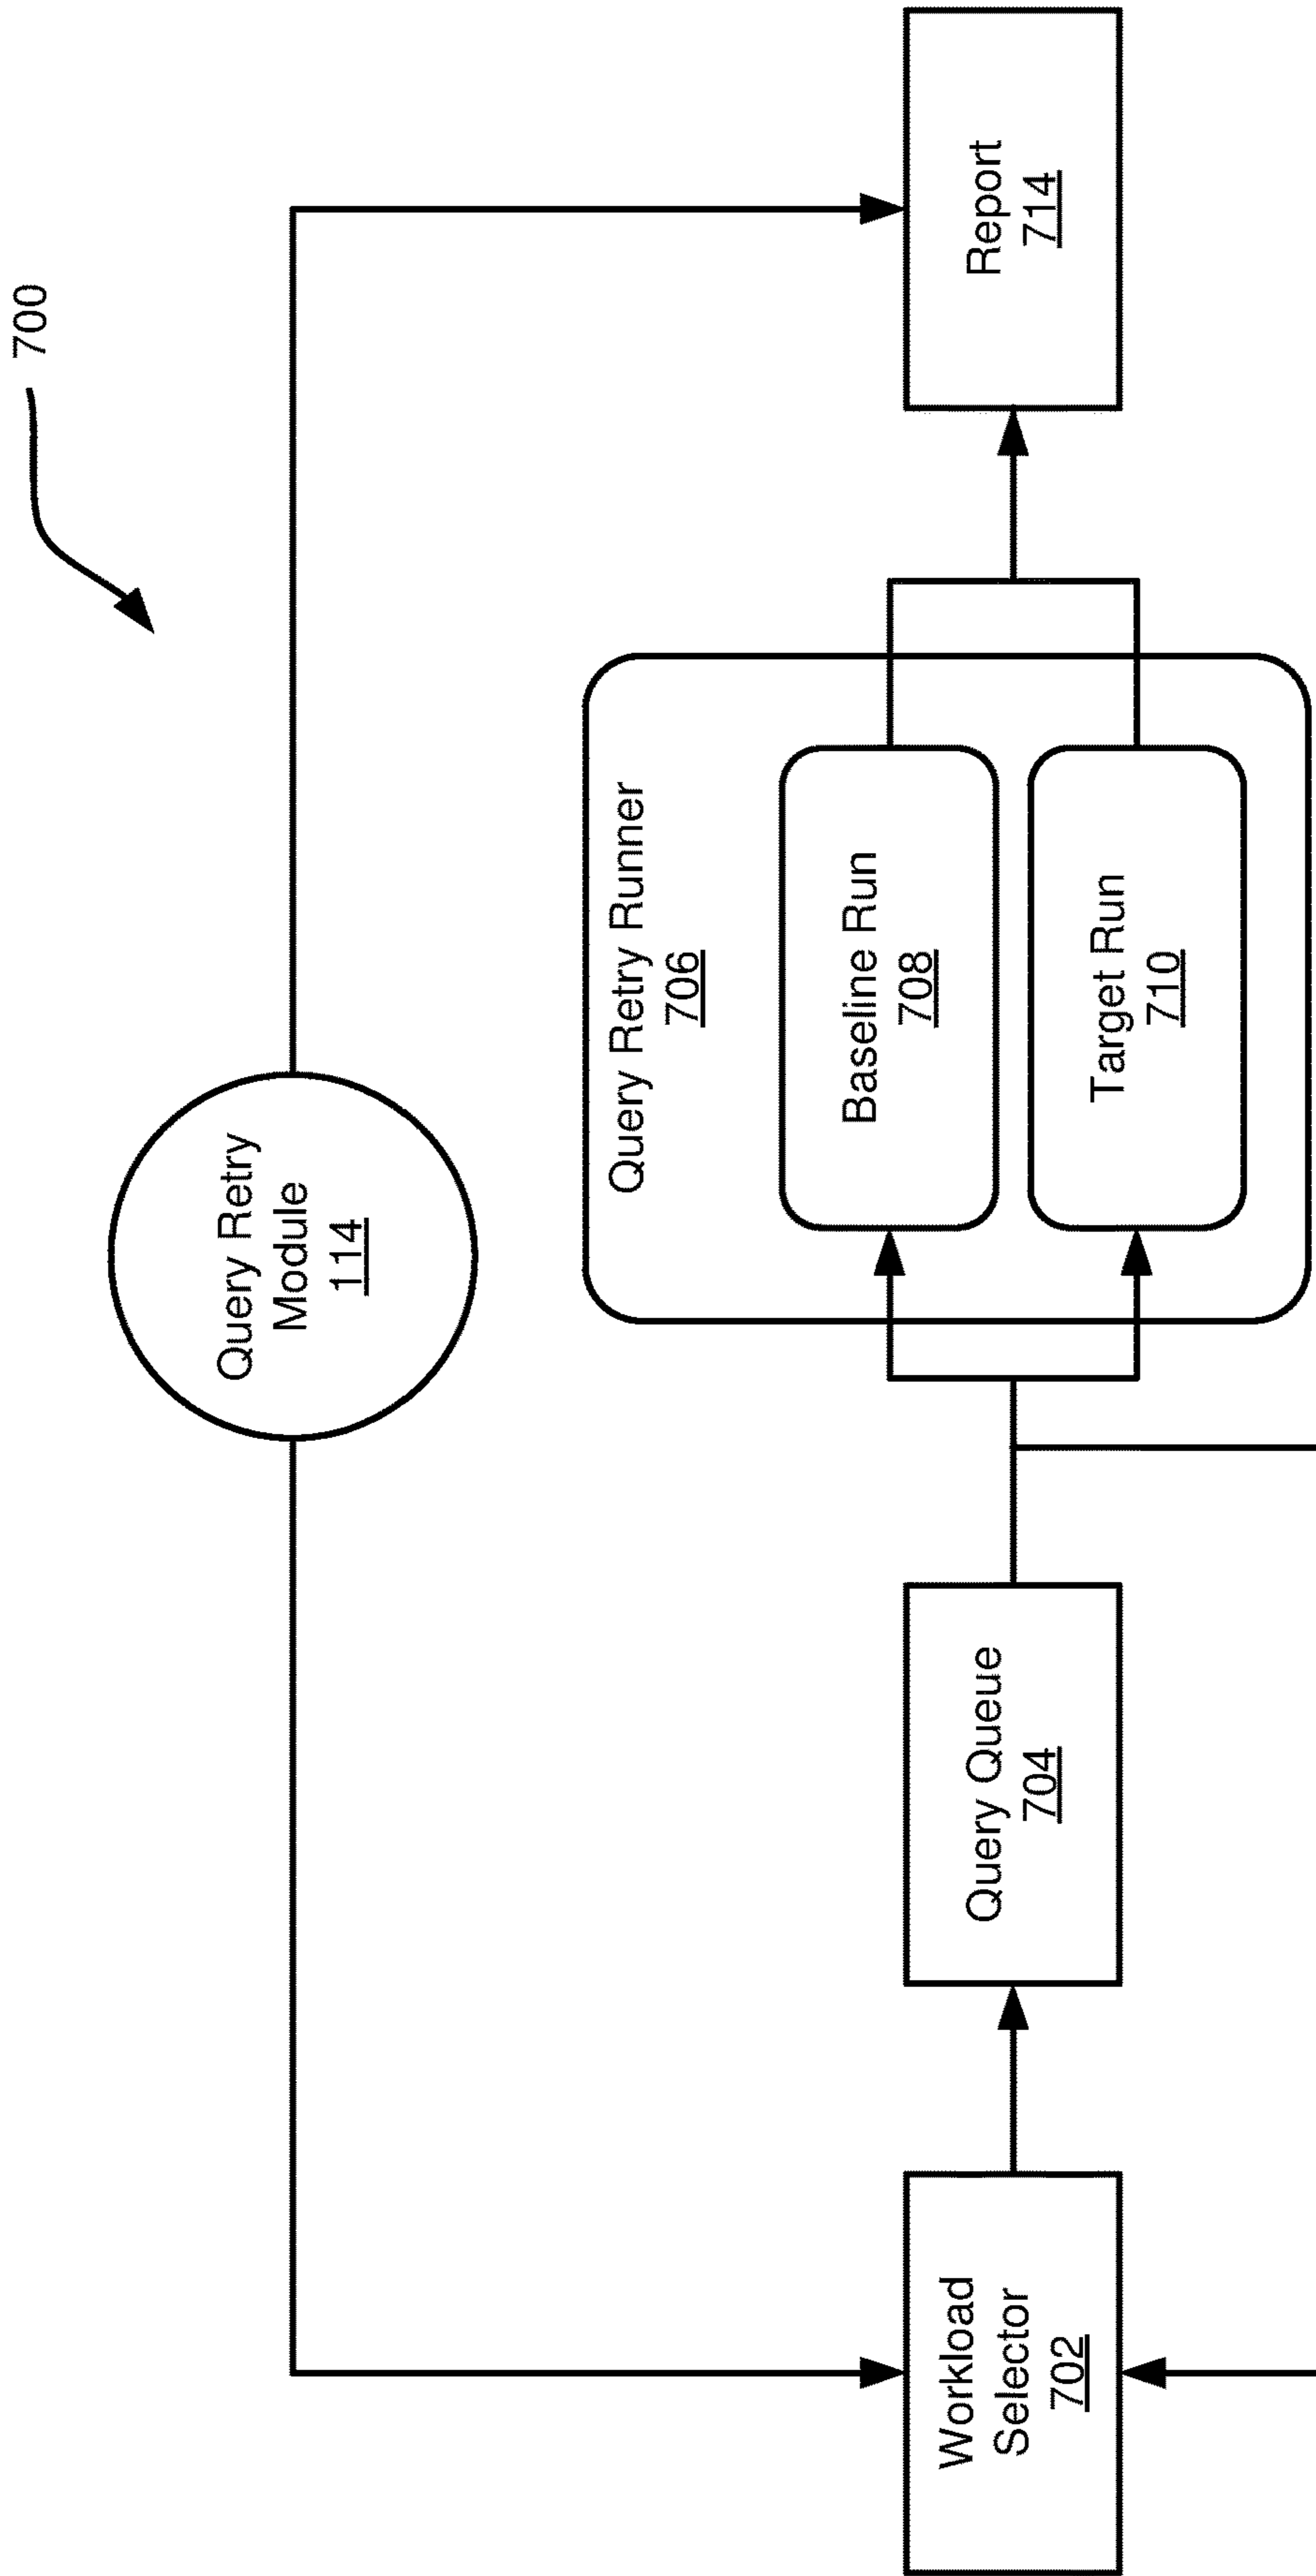 700
Query Retry
Module
114
Workload
Selector
702
Query Queue
704
Query Retry Runner
706
Baseline Run
708
Target Run
710
Report
714